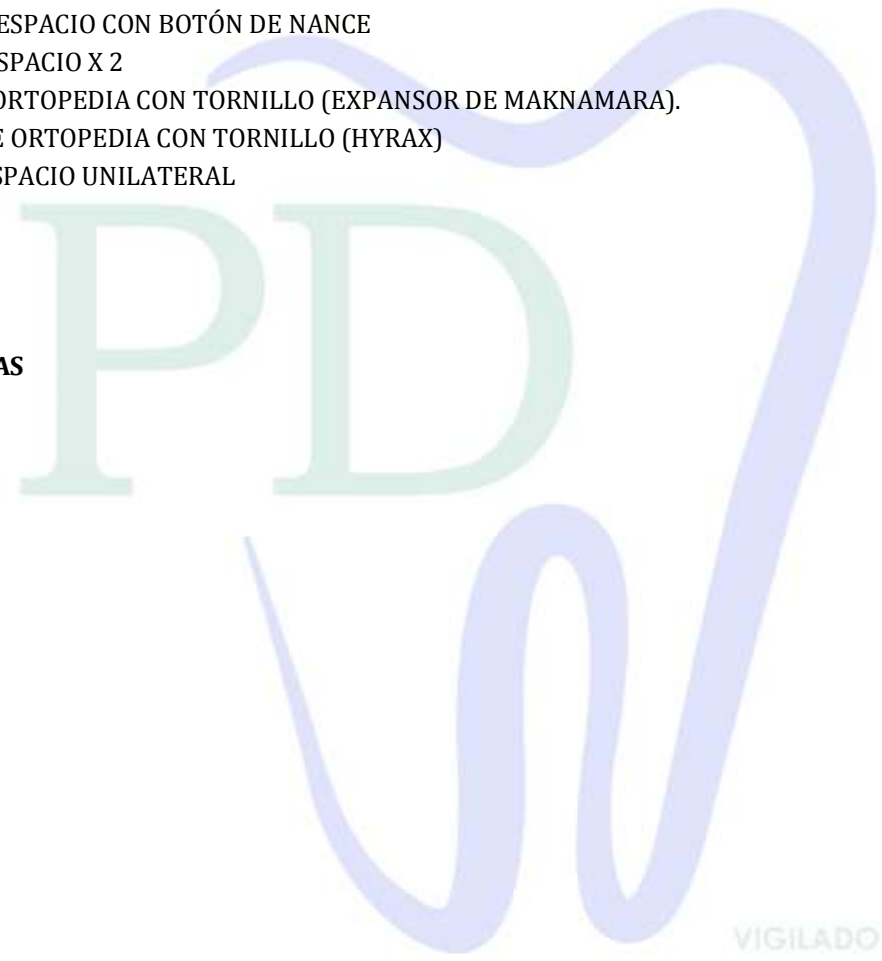 ESPACIO CON BOTÓN DE NANCE
SPACIO X 2
ORTOPEDIA CON TORNILLO (EXPANSOR DE MAKNAMARA).
E ORTOPEDIA CON TORNILLO (HYRAX)
SPACIO UNILATERAL
AS
PD
VIGILADO